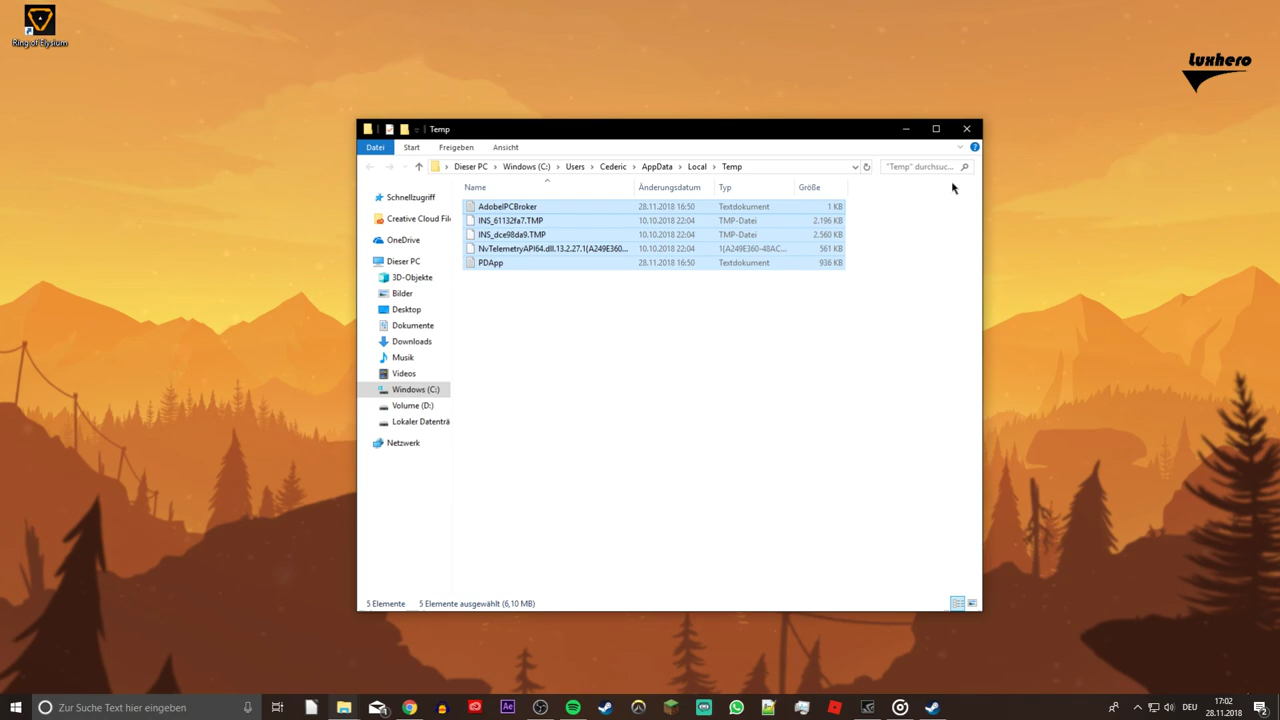 Ring of Elysium
Luxhero
Temp
Datei Start Freigeben Ansicht
Dieser PC Windows (C:) Users Cederic AppData Local Temp "Temp" durchsuc...
Name Änderungsdatum Typ Größe
AdobeIPCBroker 28.11.2018 16:50 Textdokument 1 KB
INS_61132fa7.TMP 10.10.2018 22:04 TMP-Datei 2.196 KB
INS_dce98da9.TMP 10.10.2018 22:04 TMP-Datei 2.560 KB
NvTelemetryAPI64.dll.13.2.27.1{A249E360... 10.10.2018 22:04 1{A249E360-48AC... 561 KB
PDApp 28.11.2018 16:50 Textdokument 936 KB
Schnellzugriff
Creative Cloud File
OneDrive
Dieser PC
3D-Objekte
Bilder
Desktop
Dokumente
Downloads
Musik
Videos
Windows (C:)
Volume (D:)
Lokaler Datenträ
Netzwerk
5 Elemente 5 Elemente ausgewählt (6,10 MB)
Zur Suche Text hier eingeben
Ae
DEU
17:02
28.11.2018
2